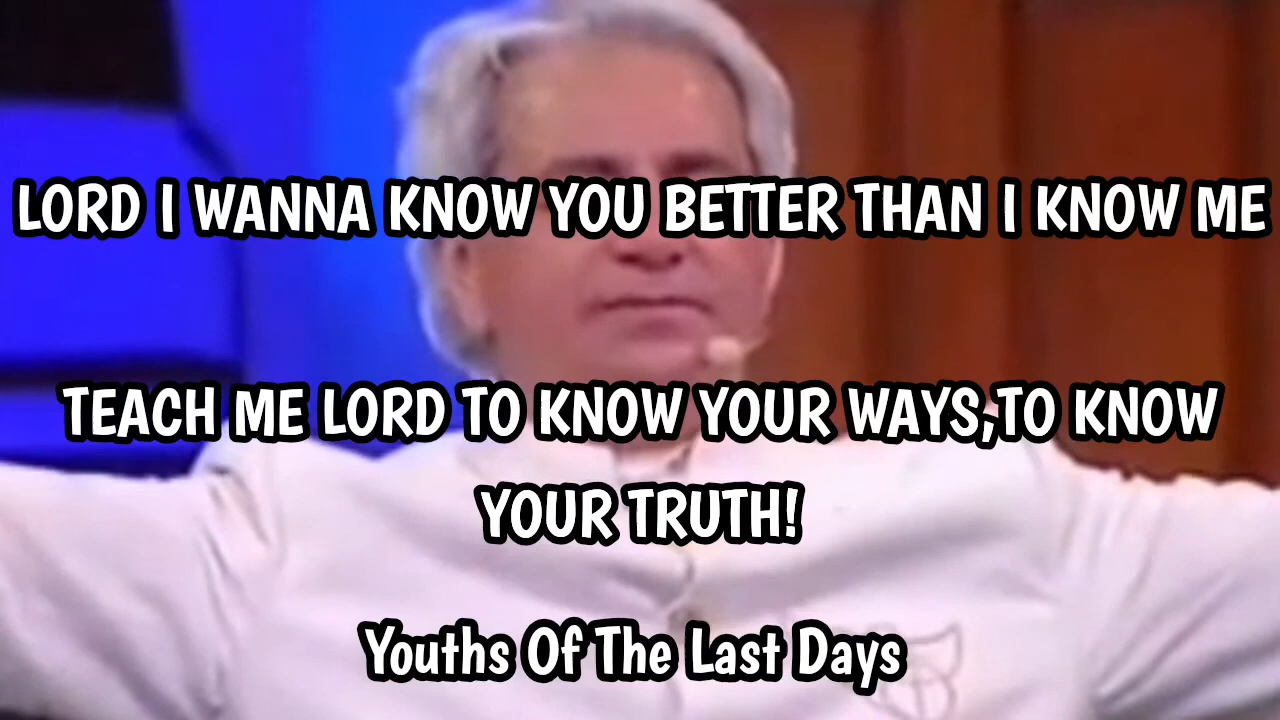 LORD I WANNA KNOW YOU BETTER THAN I KNOW ME
TEACH ME LORD TO KNOW YOUR WAYS,TO KNOW
YOUR TRUTH!
Youths Of The Last Days